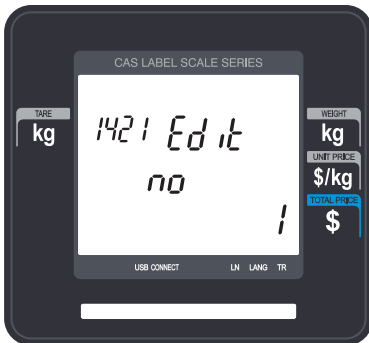 CAS LABEL SCALE SERIES
TARE
kg
1421 Edit
no
1
WEIGHT
kg
UNIT PRICE
$/kg
TOTAL PRICE
$
USB CONNECT LN LANG TR